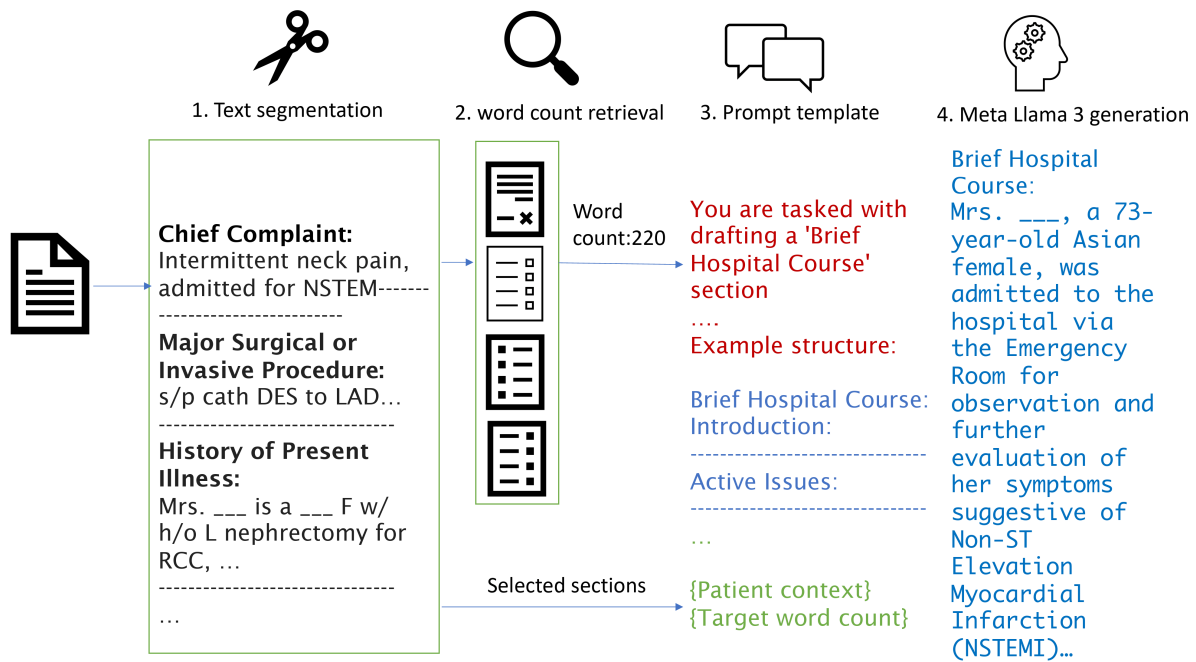 1. Text segmentation
2. word count retrieval
3. Prompt template
4. Meta Llama 3 generation
Chief Complaint:
Intermittent neck pain,
admitted for NSTEM-------
------------------------
Major Surgical or
Invasive Procedure:
s/p cath DES to LAD…
-------------------------------
History of Present
Illness:
Mrs. ___ is a ___ F w/
h/o L nephrectomy for
RCC, …
-------------------------------
…
Word
count:220
Selected sections
You are tasked with
drafting a 'Brief
Hospital Course'
section
....
Example structure:
Brief Hospital Course:
Introduction:
-------------------------------
Active Issues:
-------------------------------
…
{Patient context}
{Target word count}
Brief Hospital
Course:
Mrs. ___, a 73-
year-old Asian
female, was
admitted to the
hospital via
the Emergency
Room for
observation and
further
evaluation of
her symptoms
suggestive of
Non-ST
Elevation
Myocardial
Infarction
(NSTEMI)…